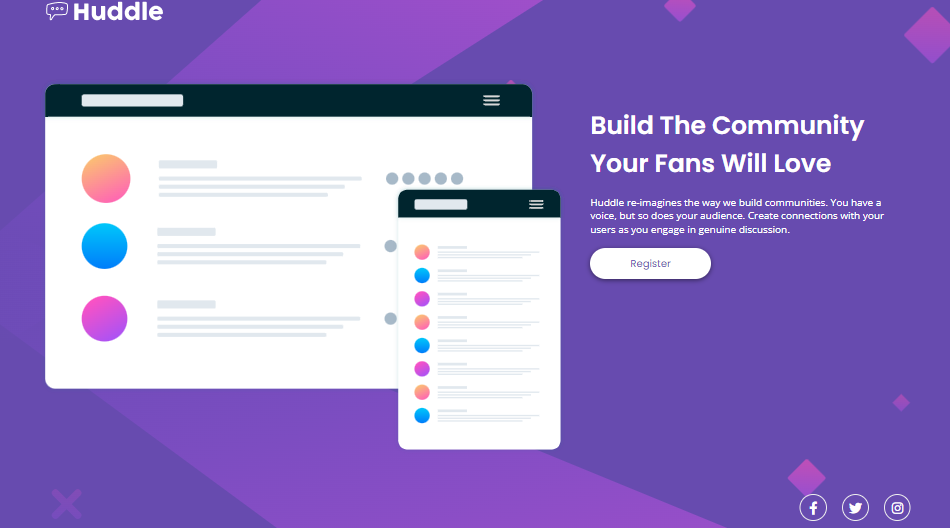 Huddle
Build The Community
Your Fans Will Love
Huddle re-imagines the way we build communities. You have a
voice, but so does your audience. Create connections with your
users as you engage in genuine discussion.
Register